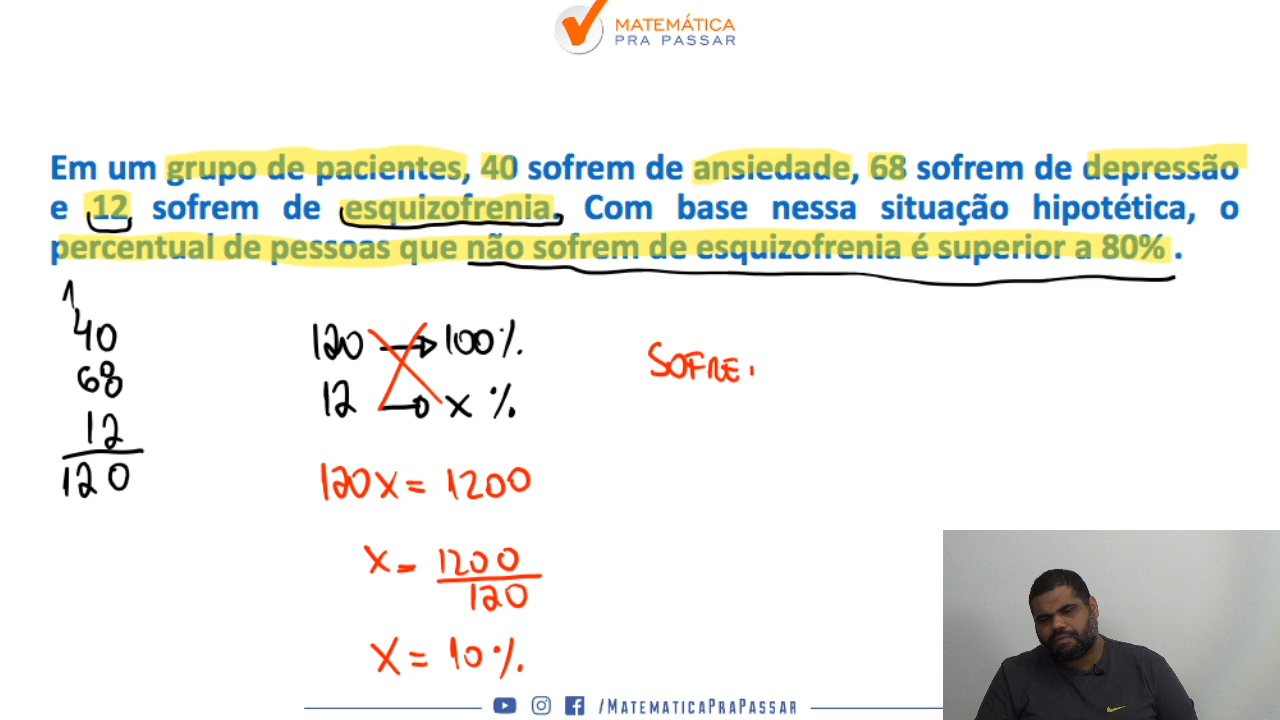 MATEMÁTICA
PRA PASSAR
Em um grupo de pacientes, 40 sofrem de ansiedade, 68 sofrem de depressão
e 12 sofrem de esquizofrenia. Com base nessa situação hipotética, o
percentual de pessoas que não sofrem de esquizofrenia é superior a 80% .
1
40
68
12
120
120 → 100%
12 → x %
120x = 1200
x = 1200
120
x = 10%
SOFRE
/MATEMATICAPRAPASSAR